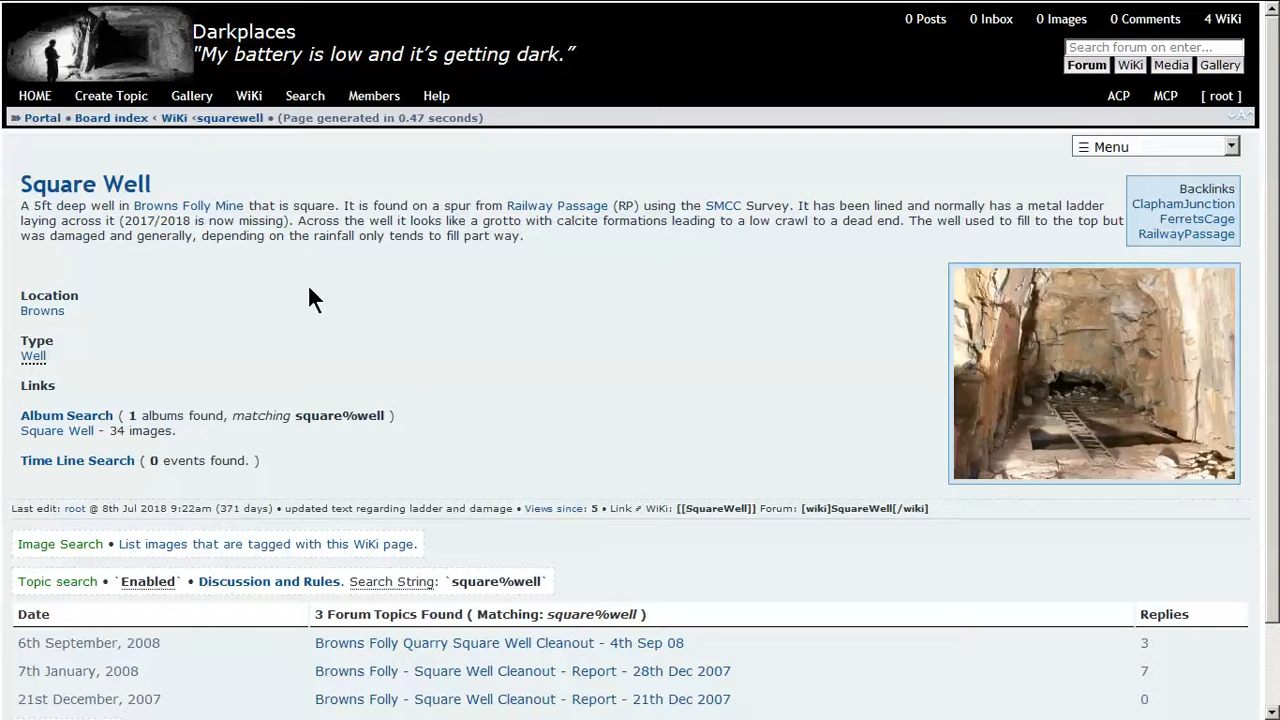 Darkplaces
"My battery is low and it’s getting dark.”
0 Posts 0 Inbox 0 Images 0 Comments 4 WiKi
Search forum on enter...
Forum WiKi Media Gallery
HOME Create Topic Gallery WiKi Search Members Help ACP MCP [ root ]
Portal • Board index ‹ WiKi ‹squarewell • (Page generated in 0.47 seconds)
☰ Menu
Square Well
A 5ft deep well in Browns Folly Mine that is square. It is found on a spur from Railway Passage (RP) using the SMCC Survey. It has been lined and normally has a metal ladder
laying across it (2017/2018 is now missing). Across the well it looks like a grotto with calcite formations leading to a low crawl to a dead end. The well used to fill to the top but
was damaged and generally, depending on the rainfall only tends to fill part way.
Backlinks
ClaphamJunction
FerretsCage
RailwayPassage
Location
Browns
Type
Well
Links
Album Search ( 1 albums found, matching square%well )
Square Well - 34 images.
Time Line Search ( 0 events found. )
Last edit: root @ 8th Jul 2018 9:22am (371 days) • updated text regarding ladder and damage • Views since: 5 • Link WiKi: [[SquareWell]] Forum: [wiki]SquareWell[/wiki]
Image Search • List images that are tagged with this WiKi page.
Topic search • `Enabled` • Discussion and Rules. Search String: `square%well`
Date 3 Forum Topics Found ( Matching: square%well ) Replies
6th September, 2008 Browns Folly Quarry Square Well Cleanout - 4th Sep 08 3
7th January, 2008 Browns Folly - Square Well Cleanout - Report - 28th Dec 2007 7
21st December, 2007 Browns Folly - Square Well Cleanout - Report - 21th Dec 2007 0